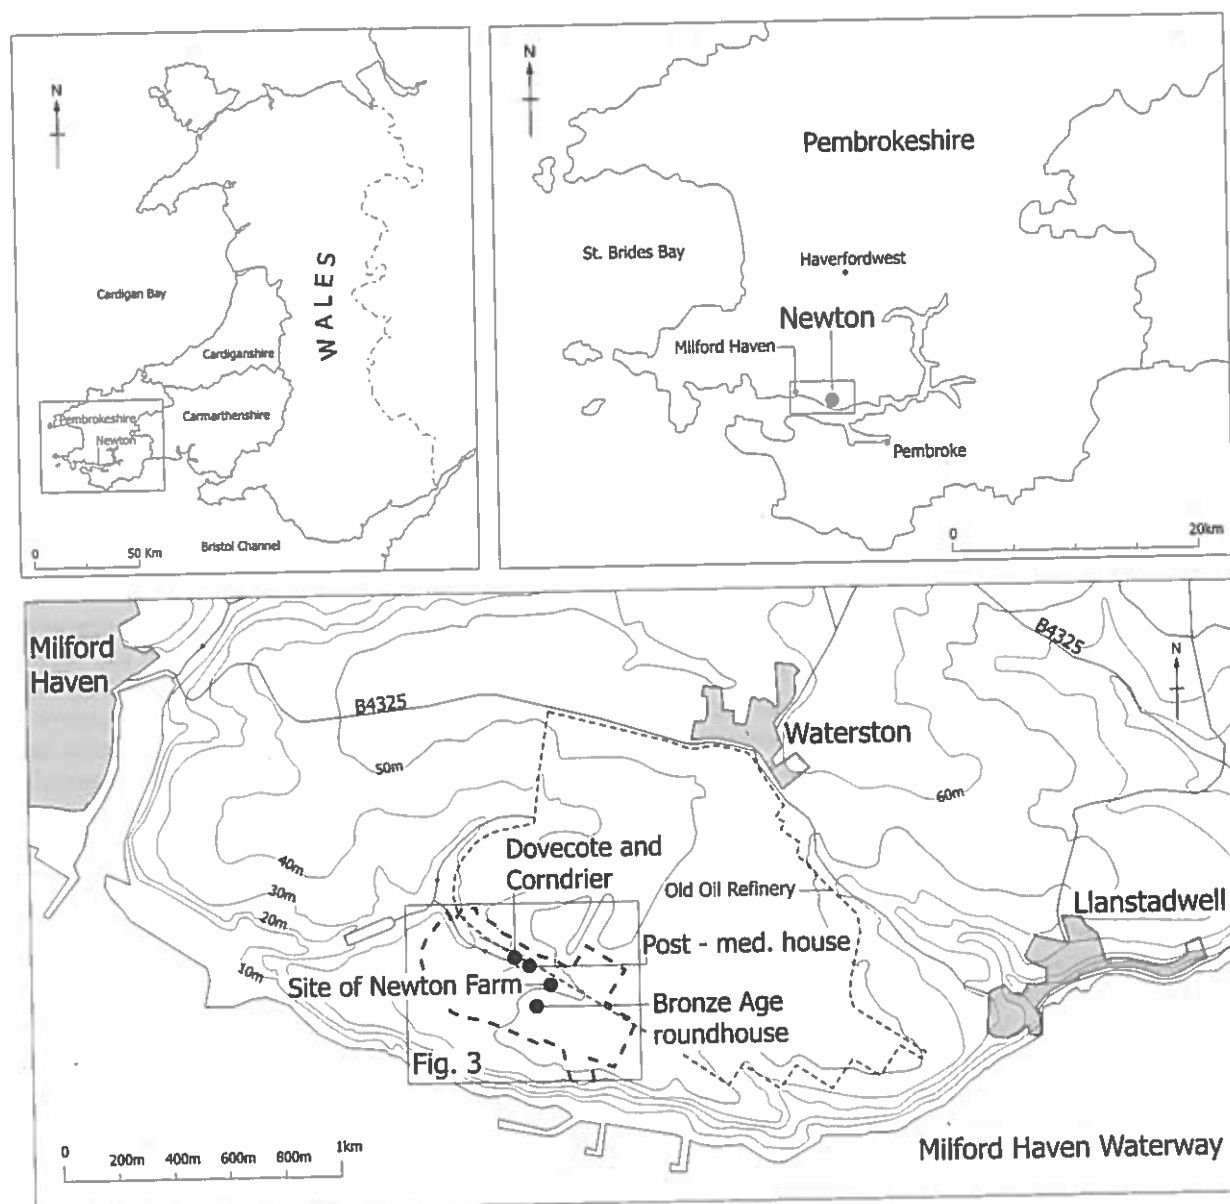 N
WALES
Cardigan Bay
Cardiganshire
Carmarthenshire
Pembrokeshire
Newton
0
50 Km
Bristol Channel
N
Pembrokeshire
St. Brides Bay
Haverfordwest
Newton
Milford Haven
Pembroke
0
20km
Milford
Haven
B4325
B4325
N
Waterston
50m
60m
40m
30m
20m
10m
Dovecote and
Corndrier
Old Oil Refinery
Llanstadwell
Post - med. house
Site of Newton Farm
Bronze Age
roundhouse
Fig. 3
0
200m
400m
600m
800m
1km
Milford Haven Waterway